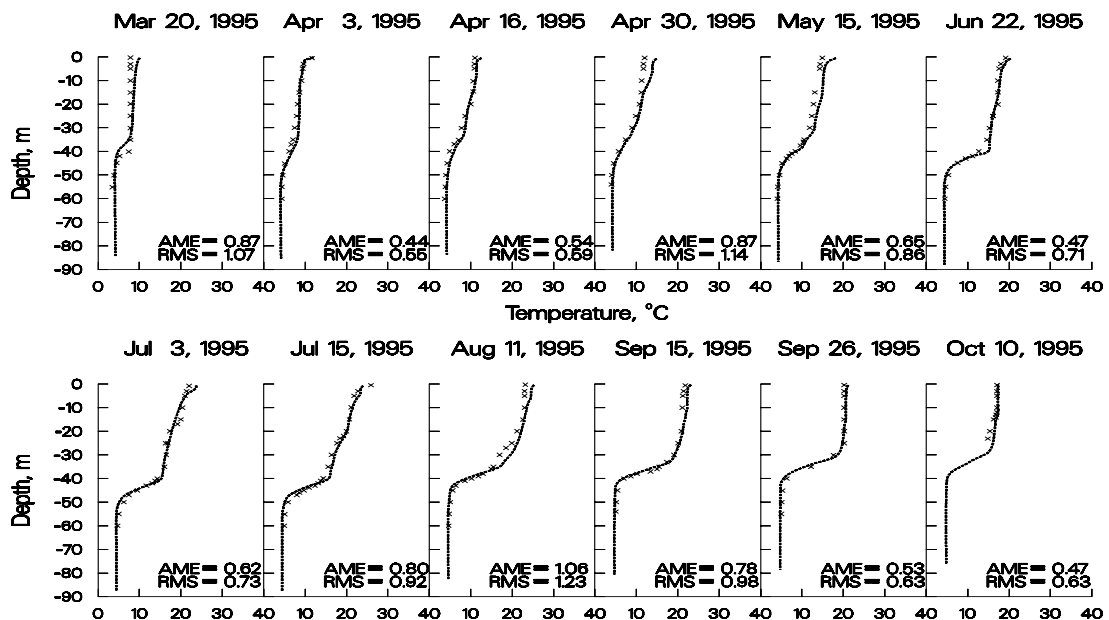 Mar 20, 1995 Apr 3, 1995 Apr 16, 1995 Apr 30, 1995 May 15, 1995 Jun 22, 1995
0
-10
-20
-30
-40
-50
-60
-70
-80
-90
Depth, m
AME= 0.87 AME= 0.44 AME= 0.54 AME= 0.87 AME= 0.65 AME= 0.47
RMS= 1.07 RMS= 0.55 RMS= 0.59 RMS= 1.14 RMS= 0.86 RMS= 0.71
0 10 20 30 40 10 20 30 40 10 20 30 40 10 20 30 40 10 20 30 40 10 20 30 40
Temperature, °C
Jul 3, 1995 Jul 15, 1995 Aug 11, 1995 Sep 15, 1995 Sep 26, 1995 Oct 10, 1995
0
-10
-20
-30
-40
-50
-60
-70
-80
-90
Depth, m
AME= 0.62 AME= 0.80 AME= 1.06 AME= 0.78 AME= 0.53 AME= 0.47
RMS= 0.73 RMS= 0.92 RMS= 1.23 RMS= 0.98 RMS= 0.63 RMS= 0.63
0 10 20 30 40 10 20 30 40 10 20 30 40 10 20 30 40 10 20 30 40 10 20 30 40